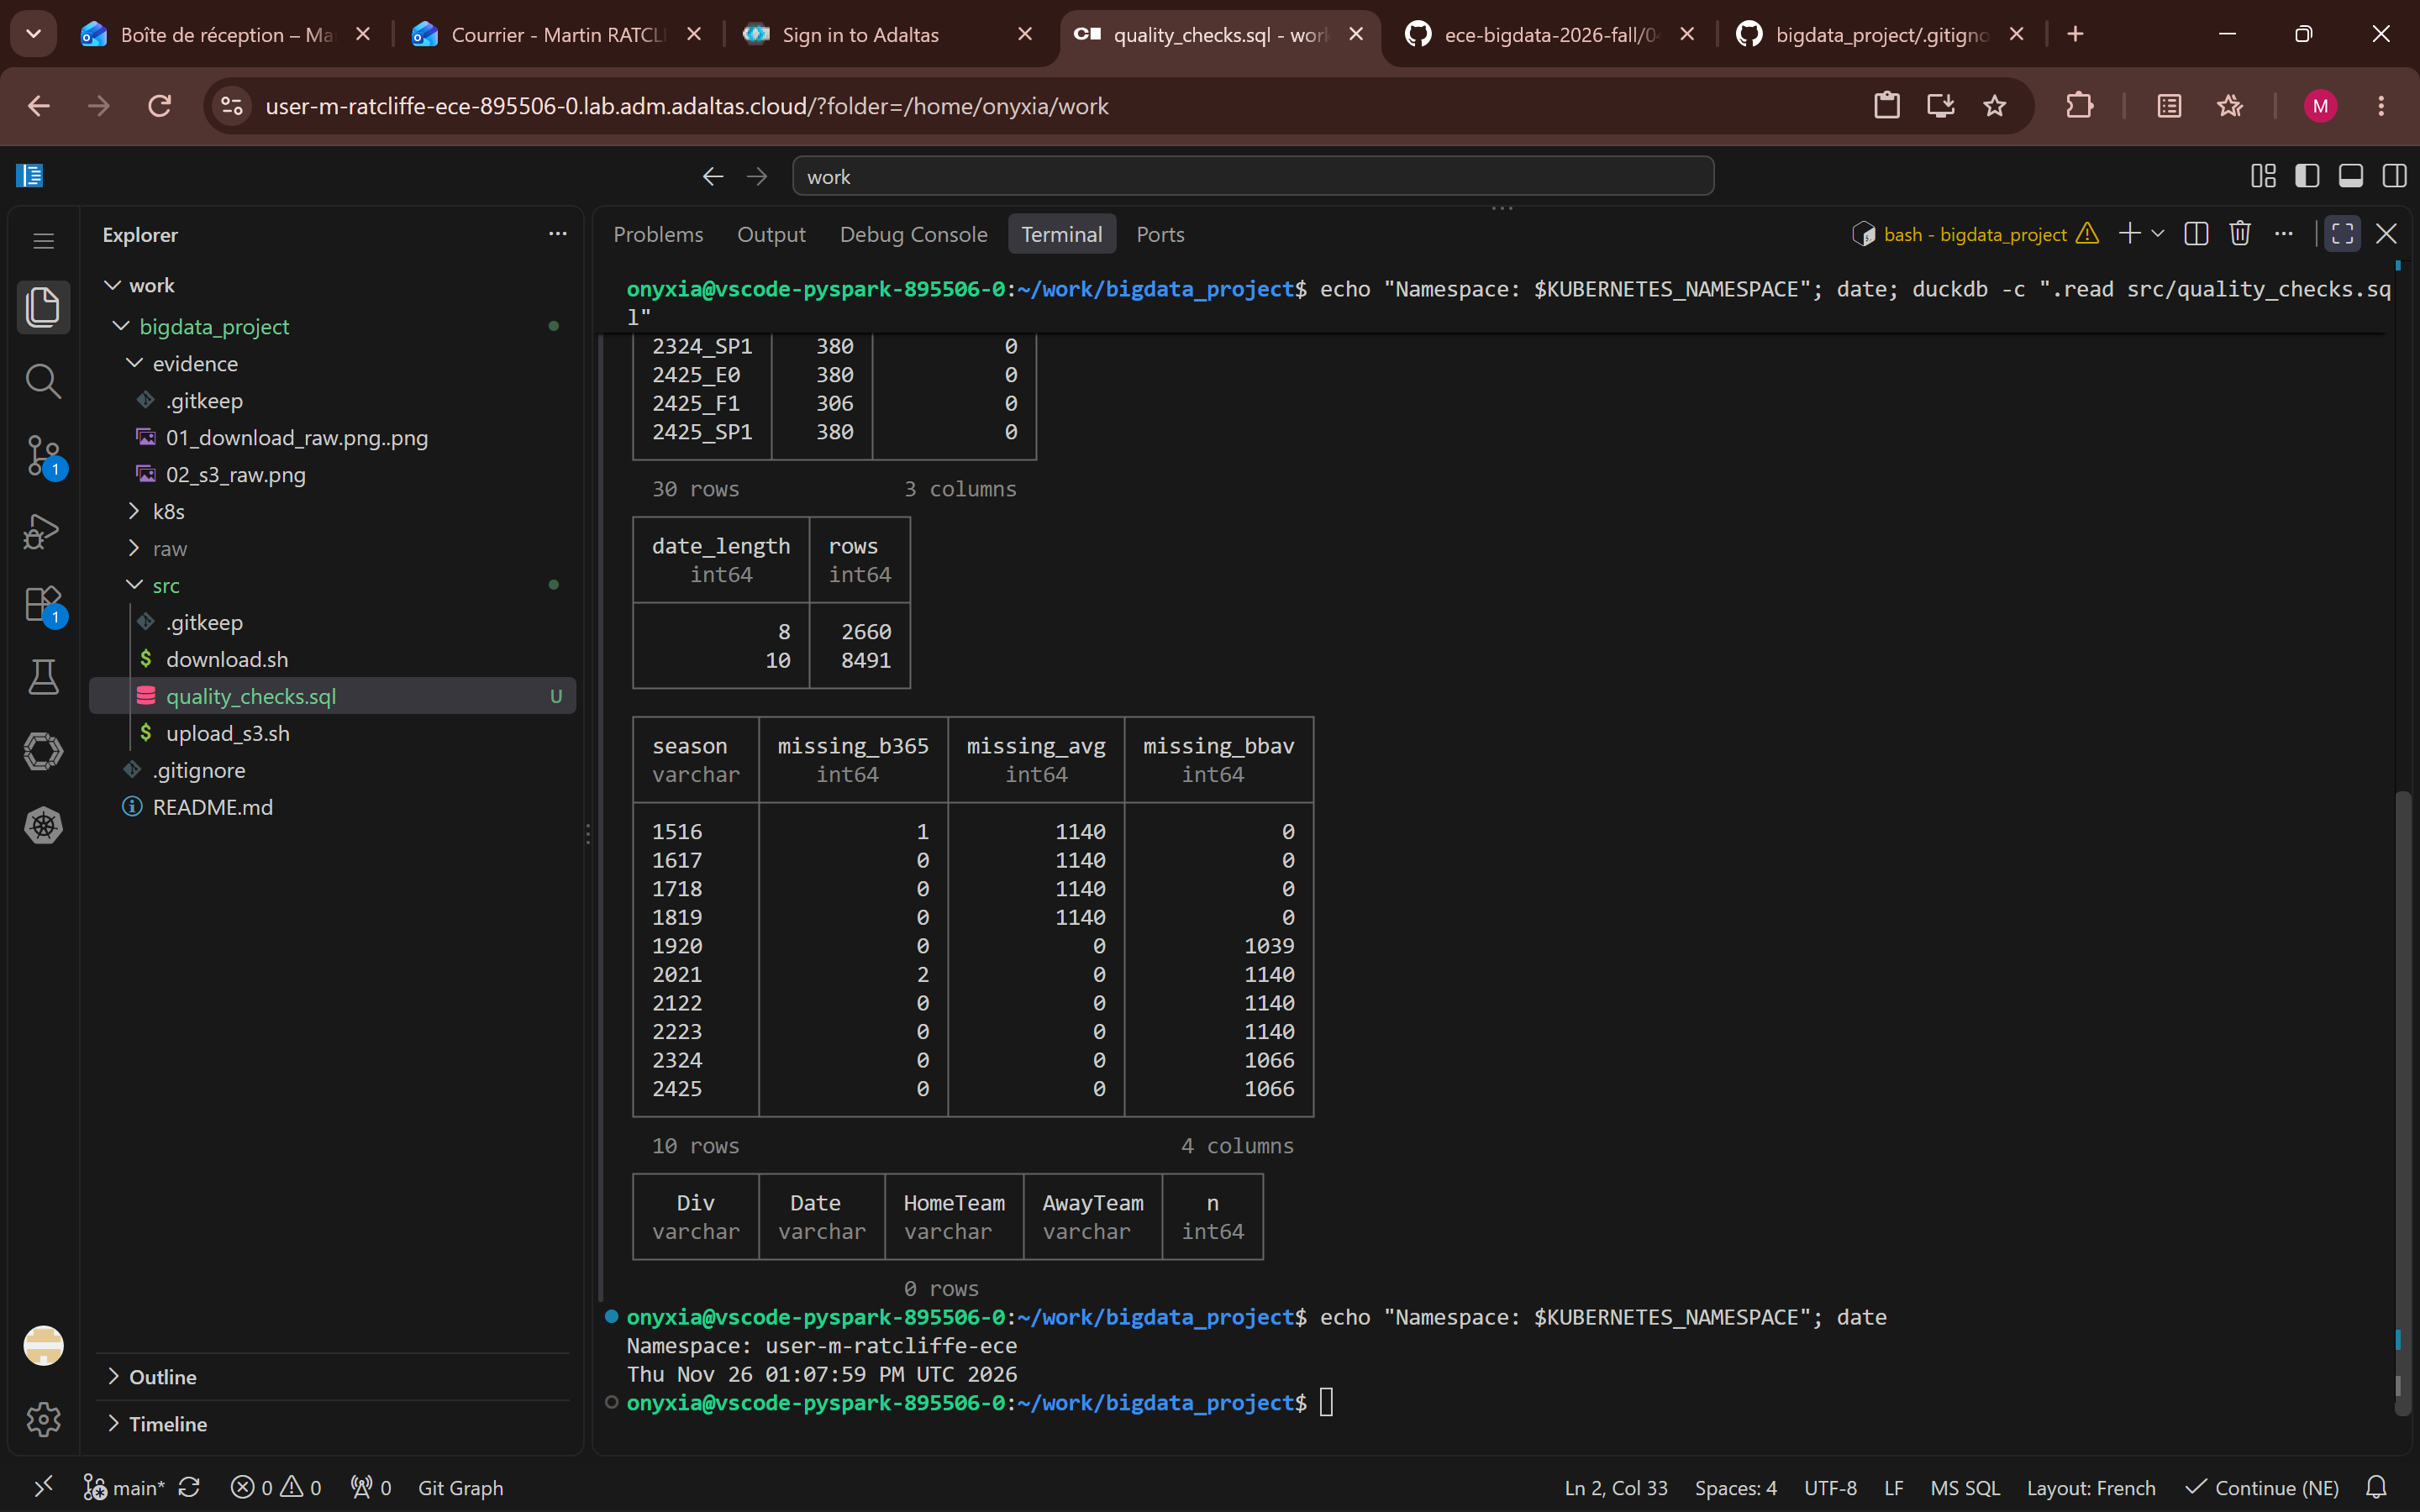 Boîte de réception – Ma
Courrier - Martin RATCLI
Sign in to Adaltas
quality_checks.sql - work
ece-bigdata-2026-fall/04
bigdata_project/.gitigno
user-m-ratcliffe-ece-895506-0.lab.adm.adaltas.cloud/?folder=/home/onyxia/work
M
work
Explorer
Problems Output Debug Console Terminal Ports
bash - bigdata_project
work
bigdata_project
evidence
.gitkeep
01_download_raw.png..png
02_s3_raw.png
k8s
raw
src
.gitkeep
download.sh
quality_checks.sql U
upload_s3.sh
.gitignore
README.md
1
1
Outline
Timeline
onyxia@vscode-pyspark-895506-0:~/work/bigdata_project$ echo "Namespace: $KUBERNETES_NAMESPACE"; date; duckdb -c ".read src/quality_checks.sq
l"
2324_SP1 380 0
2425_E0 380 0
2425_F1 306 0
2425_SP1 380 0
30 rows 3 columns
date_length rows
int64 int64
8 2660
10 8491
season missing_b365 missing_avg missing_bbav
varchar int64 int64 int64
1516 1 1140 0
1617 0 1140 0
1718 0 1140 0
1819 0 1140 0
1920 0 0 1039
2021 2 0 1140
2122 0 0 1140
2223 0 0 1140
2324 0 0 1066
2425 0 0 1066
10 rows 4 columns
Div Date HomeTeam AwayTeam n
varchar varchar varchar varchar int64
0 rows
onyxia@vscode-pyspark-895506-0:~/work/bigdata_project$ echo "Namespace: $KUBERNETES_NAMESPACE"; date
Namespace: user-m-ratcliffe-ece
Thu Nov 26 01:07:59 PM UTC 2026
onyxia@vscode-pyspark-895506-0:~/work/bigdata_project$
main* 0 0 0 Git Graph
Ln 2, Col 33 Spaces: 4 UTF-8 LF MS SQL Layout: French Continue (NE)